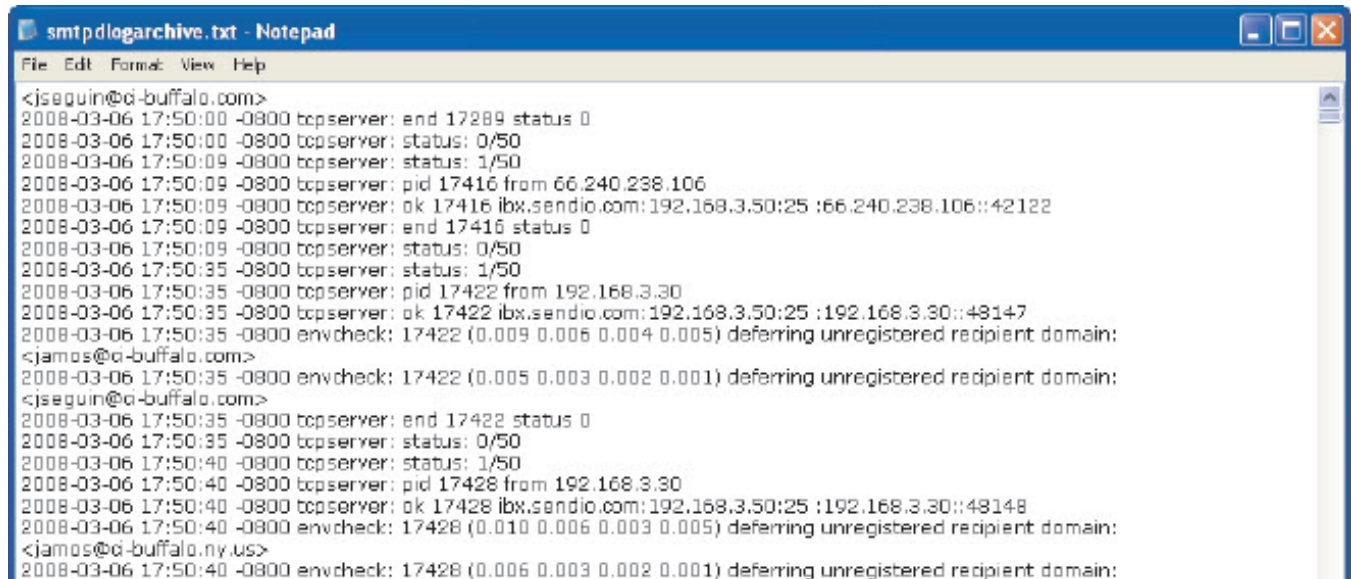 smtpdlogarchive.txt - Notepad
File Edit Format View Help
<jseguin@ci-buffalo.com>
2008-03-06 17:50:00 -0800 tcpserver: end 17289 status 0
2008-03-06 17:50:00 -0800 tcpserver: status: 0/50
2008-03-06 17:50:09 -0800 tcpserver: status: 1/50
2008-03-06 17:50:09 -0800 tcpserver: pid 17416 from 66.240.238.106
2008-03-06 17:50:09 -0800 tcpserver: ok 17416 ibx.sendio.com:192.168.3.50:25 :66.240.238.106::42122
2008-03-06 17:50:09 -0800 tcpserver: end 17416 status 0
2008-03-06 17:50:09 -0800 tcpserver: status: 0/50
2008-03-06 17:50:35 -0800 tcpserver: status: 1/50
2008-03-06 17:50:35 -0800 tcpserver: pid 17422 from 192.168.3.30
2008-03-06 17:50:35 -0800 tcpserver: ok 17422 ibx.sendio.com:192.168.3.50:25 :192.168.3.30::48147
2008-03-06 17:50:35 -0800 envcheck: 17422 (0.009 0.006 0.004 0.005) deferring unregistered recipient domain:
<jamos@ci-buffalo.com>
2008-03-06 17:50:35 -0800 envcheck: 17422 (0.005 0.003 0.002 0.001) deferring unregistered recipient domain:
<jseguin@ci-buffalo.com>
2008-03-06 17:50:35 -0800 tcpserver: end 17422 status 0
2008-03-06 17:50:35 -0800 tcpserver: status: 0/50
2008-03-06 17:50:40 -0800 tcpserver: status: 1/50
2008-03-06 17:50:40 -0800 tcpserver: pid 17428 from 192.168.3.30
2008-03-06 17:50:40 -0800 tcpserver: ok 17428 ibx.sendio.com:192.168.3.50:25 :192.168.3.30::48148
2008-03-06 17:50:40 -0800 envcheck: 17428 (0.010 0.006 0.003 0.005) deferring unregistered recipient domain:
<jamos@ci-buffalo.ny.us>
2008-03-06 17:50:40 -0800 envcheck: 17428 (0.006 0.003 0.002 0.001) deferring unregistered recipient domain: